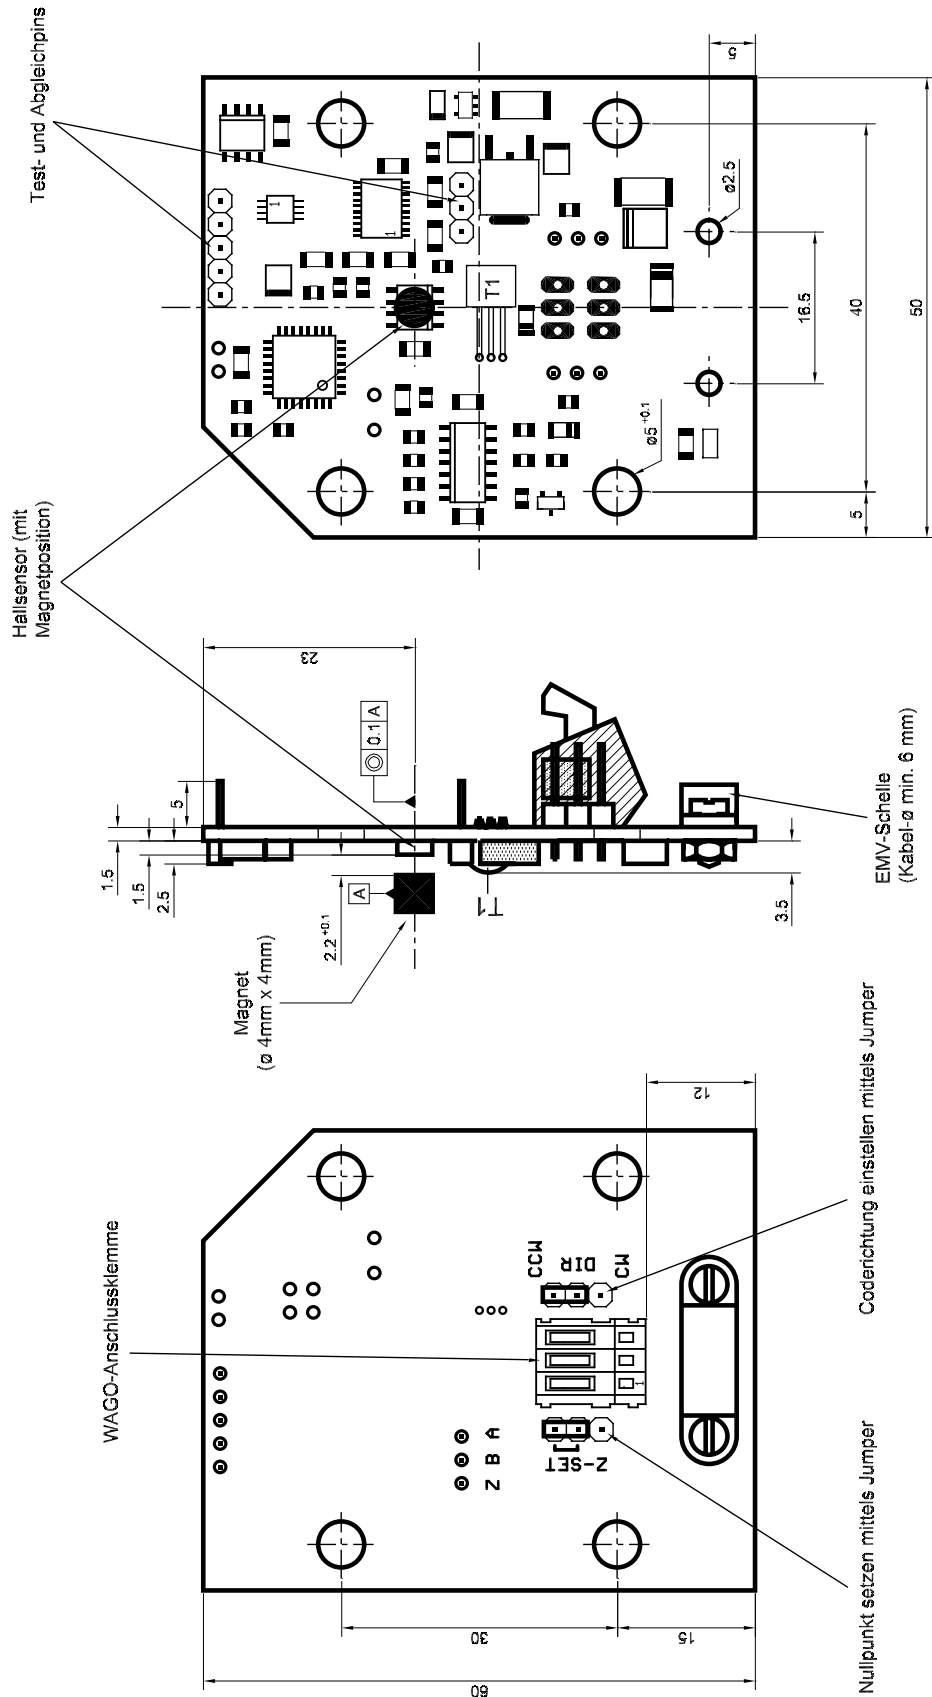 Test- und Abgleichpins
Hallsensor (mit
Magnetposition)
1
1
T1
5
ø2.5
16.5
40
50
ø5 +0.1
5
23
0.1 A
5
1.5
1.5
2.5
A
2.2 +0.1
T1
3.5
Magnet
(ø 4mm x 4mm)
EMV-Schelle
(Kabel-ø min. 6 mm)
WAGO-Anschlussklemme
CCW
DIR
CW
1
Z-SET
Z B A
12
Coderichtung einstellen mittels Jumper
Nullpunkt setzen mittels Jumper
30
15
60